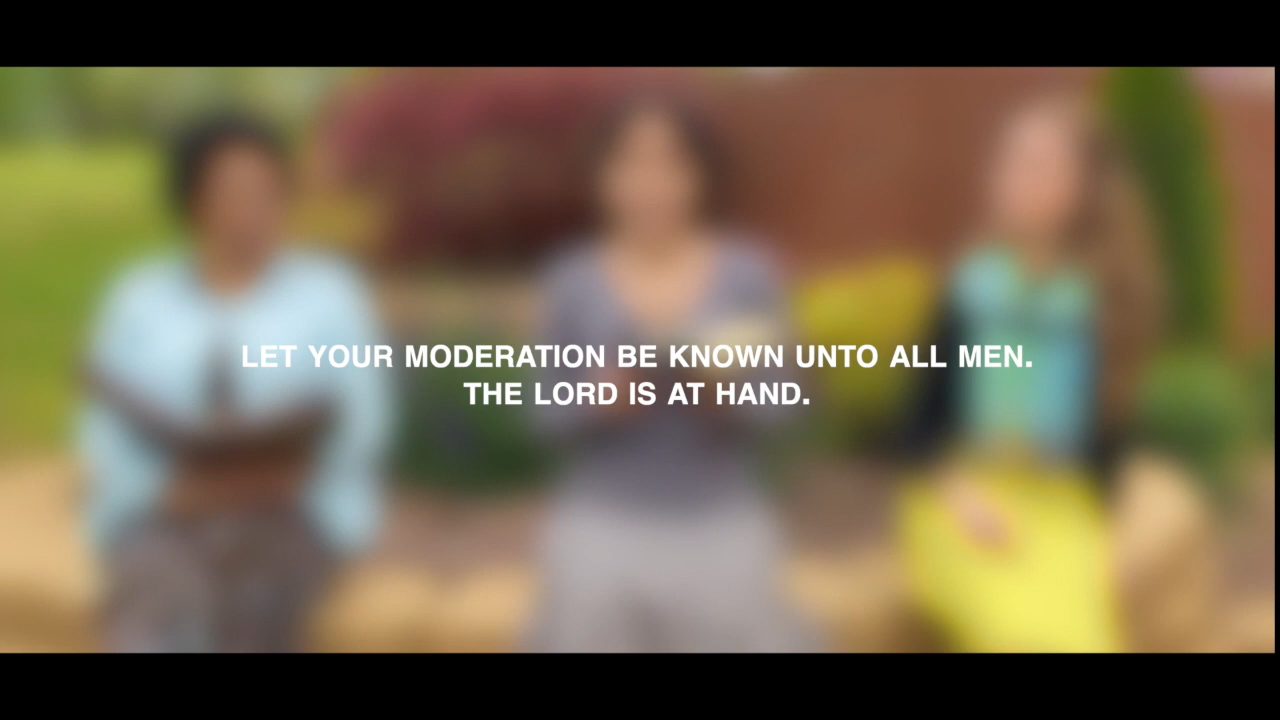 LET YOUR MODERATION BE KNOWN UNTO ALL MEN.
THE LORD IS AT HAND.